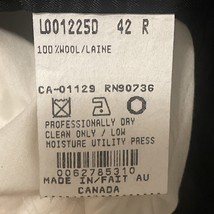 L001225D 42 R
100%WOOL/LAINE
CA-01129 RN90736
PROFESSIONALLY DRY
CLEAN ONLY / LOW
MOISTURE UTILITY PRESS
0062785310
MADE IN/FAIT AU
CANADA